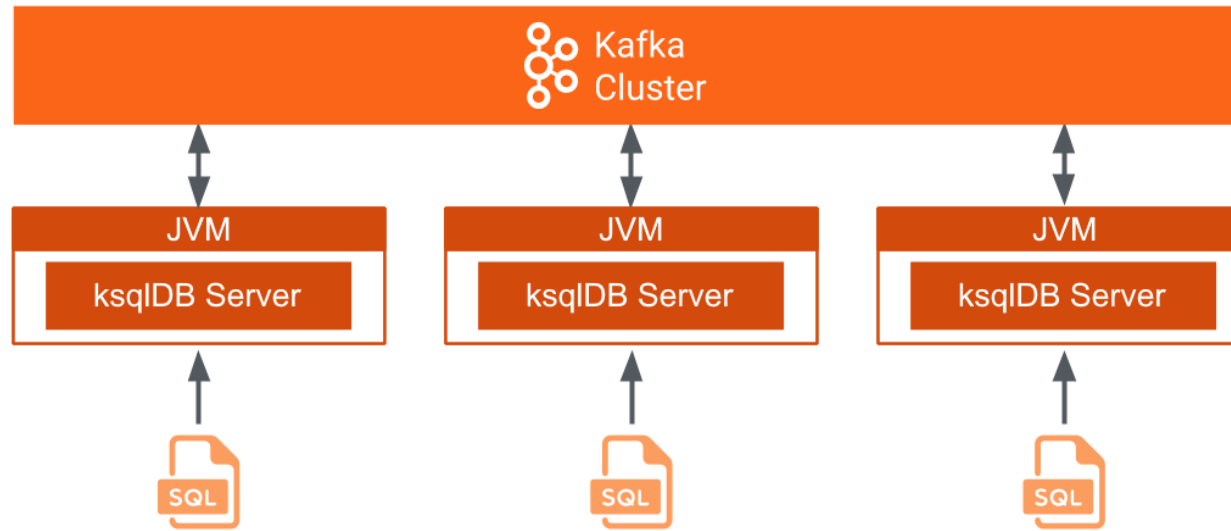 Kafka
Cluster
JVM
JVM
JVM
ksqlDB Server
ksqlDB Server
ksqlDB Server
SQL
SQL
SQL